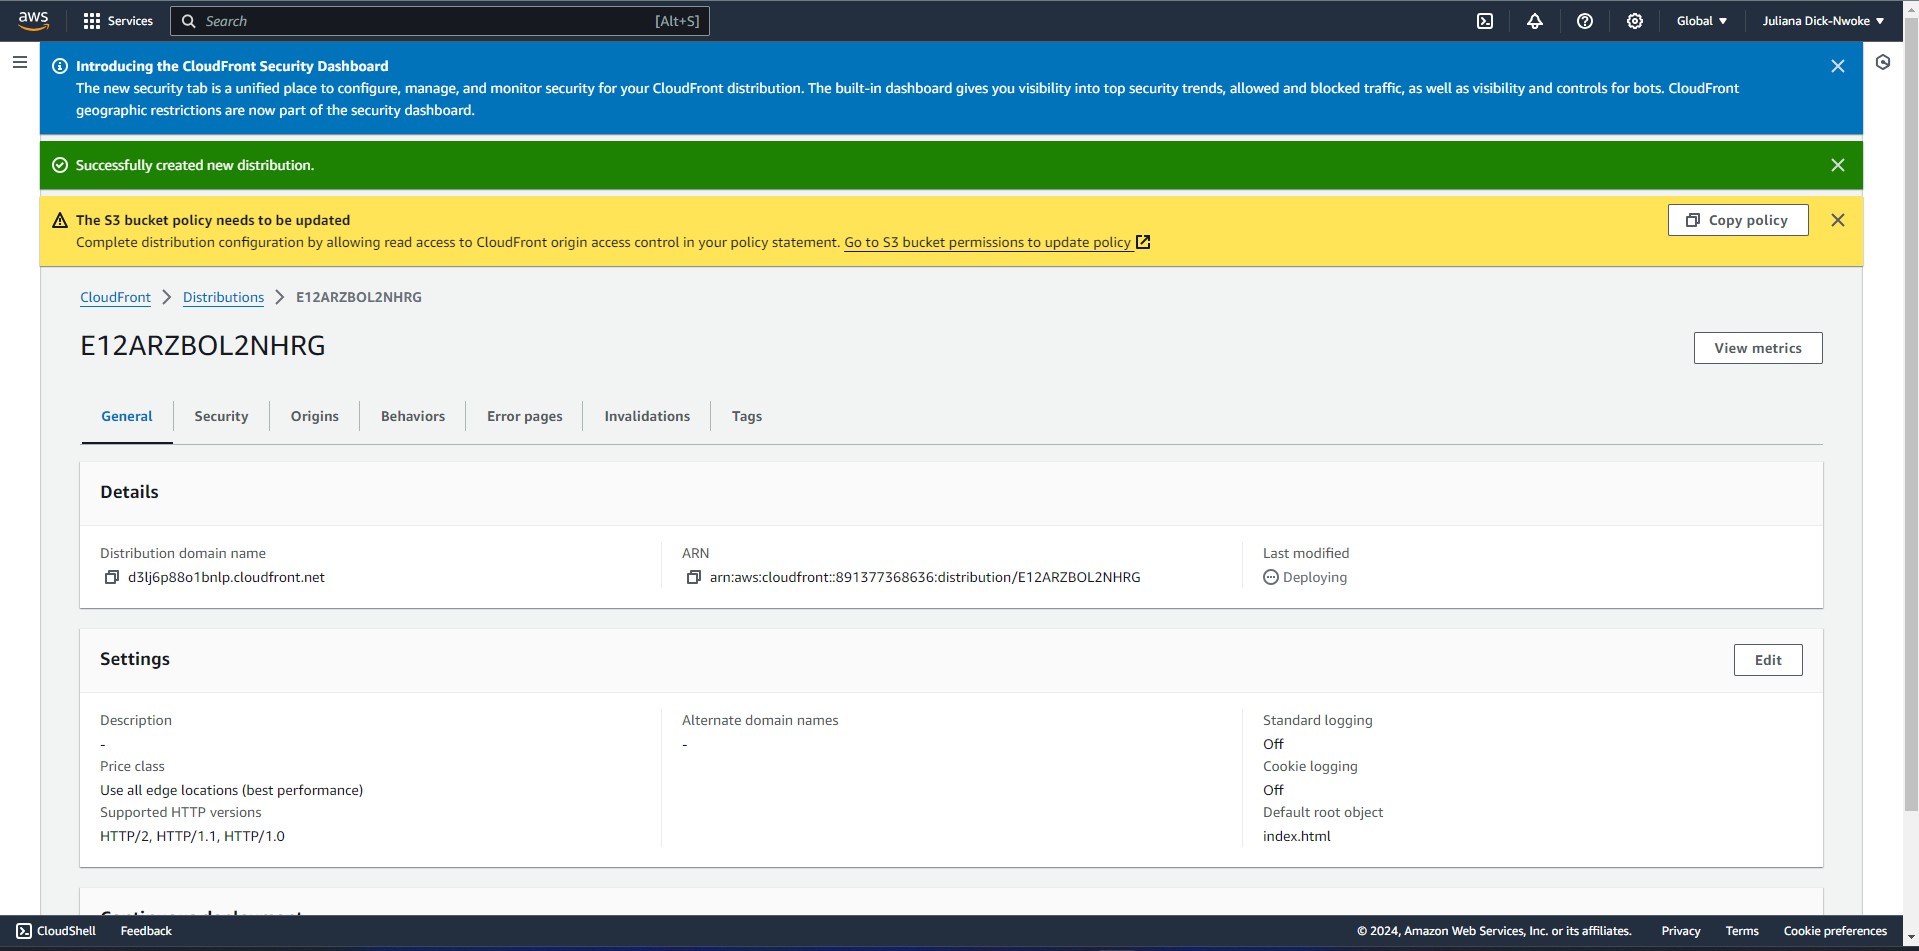 aws
Services
Search
[Alt+S]
Global
Juliana Dick-Nwoke
Introducing the CloudFront Security Dashboard
The new security tab is a unified place to configure, manage, and monitor security for your CloudFront distribution. The built-in dashboard gives you visibility into top security trends, allowed and blocked traffic, as well as visibility and controls for bots. CloudFront
geographic restrictions are now part of the security dashboard.
Successfully created new distribution.
The S3 bucket policy needs to be updated
Complete distribution configuration by allowing read access to CloudFront origin access control in your policy statement. Go to S3 bucket permissions to update policy
Copy policy
CloudFront
Distributions
E12ARZBOL2NHRG
E12ARZBOL2NHRG
View metrics
General
Security
Origins
Behaviors
Error pages
Invalidations
Tags
Details
Distribution domain name
d3lj6p88o1bnlp.cloudfront.net
ARN
arn:aws:cloudfront::891377368636:distribution/E12ARZBOL2NHRG
Last modified
Deploying
Settings
Edit
Description
-
Price class
Use all edge locations (best performance)
Supported HTTP versions
HTTP/2, HTTP/1.1, HTTP/1.0
Alternate domain names
-
Standard logging
Off
Cookie logging
Off
Default root object
index.html
Continuous deployment
CloudShell
Feedback
© 2024, Amazon Web Services, Inc. or its affiliates.
Privacy
Terms
Cookie preferences